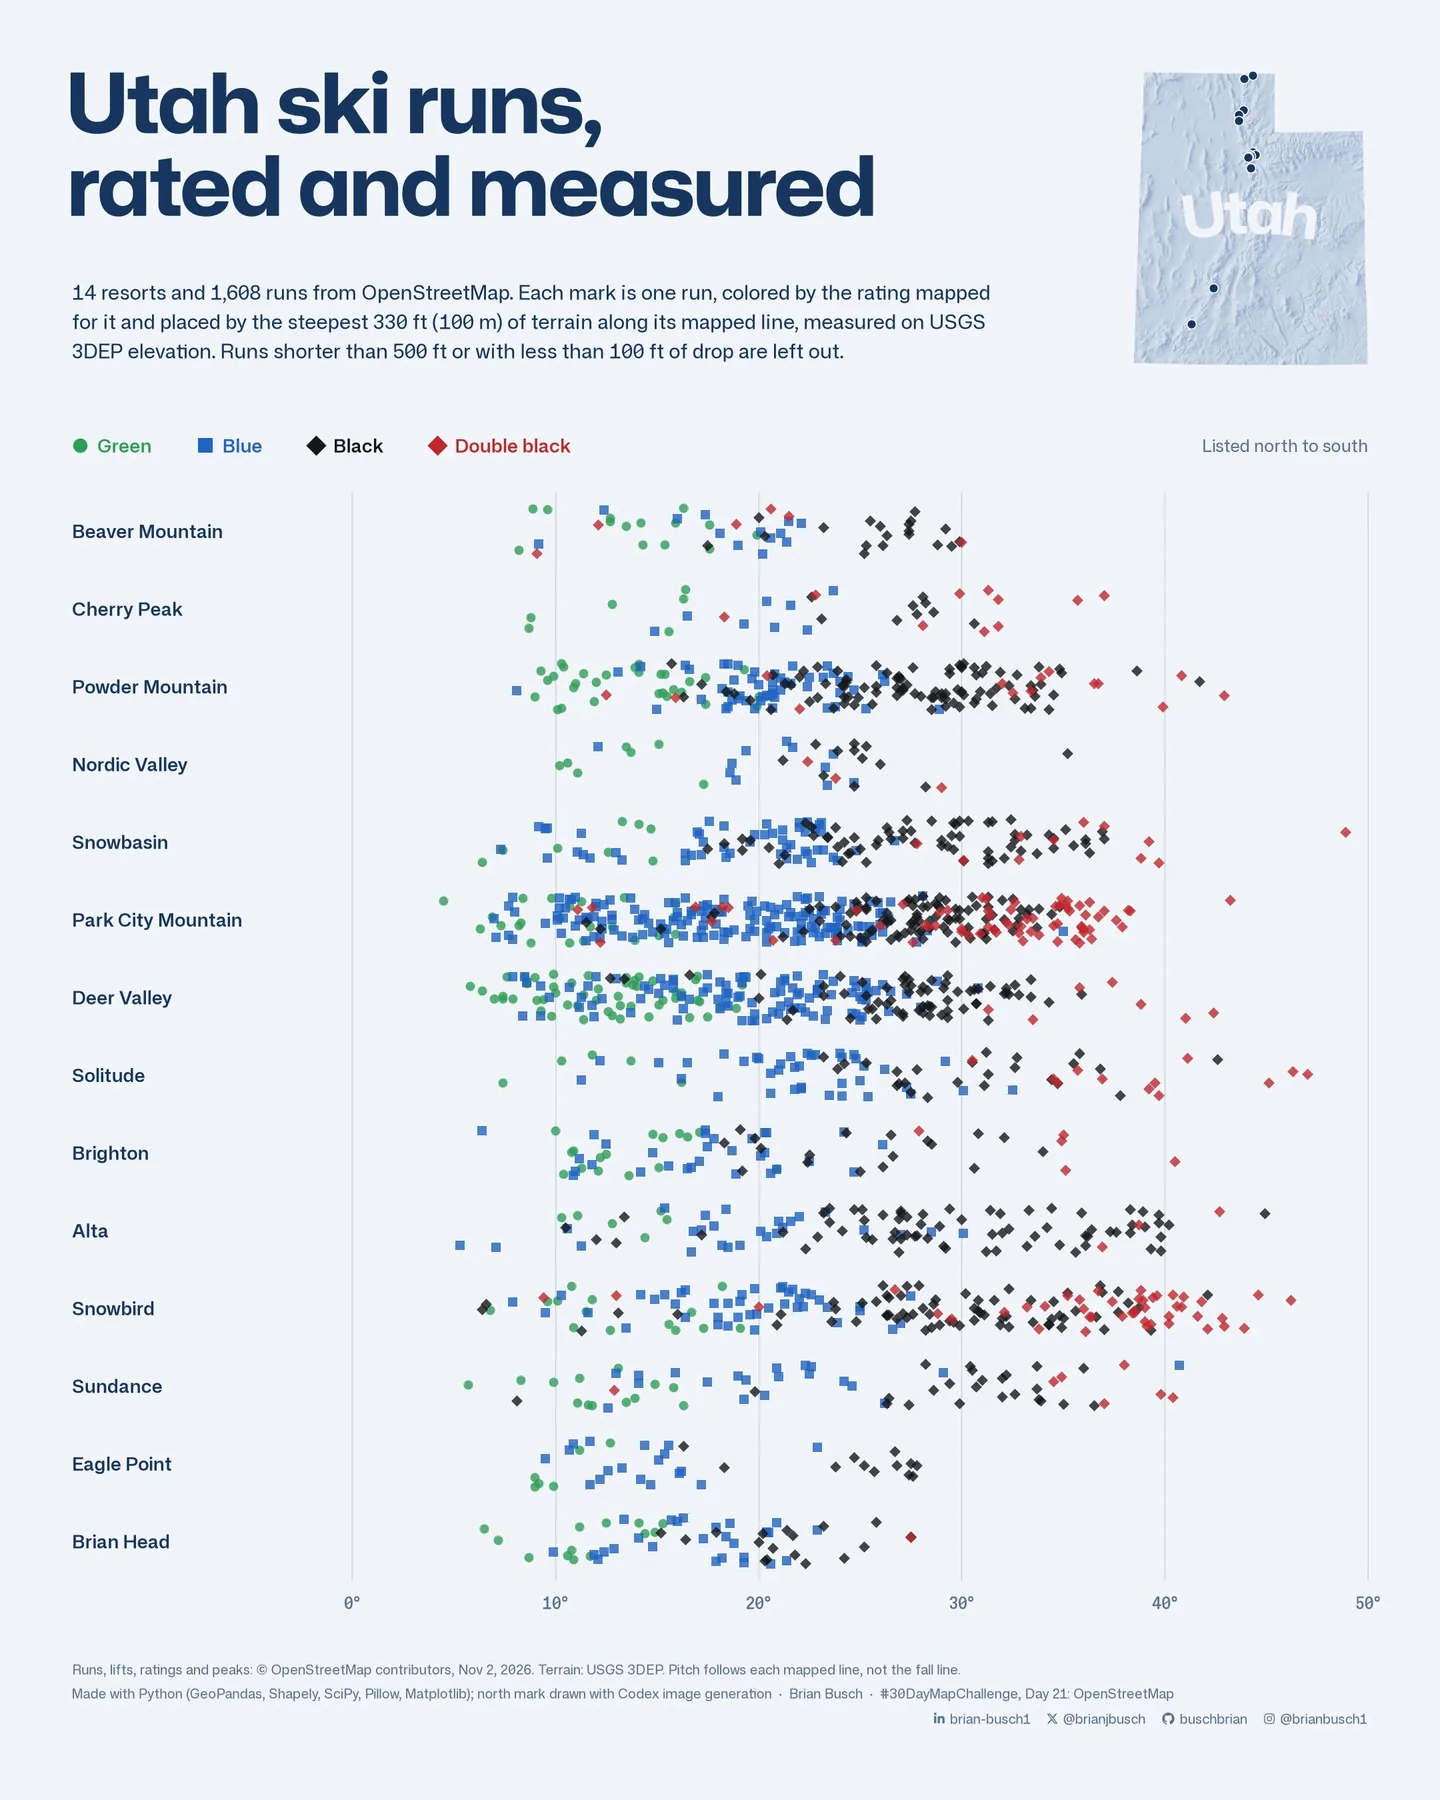 Utah ski runs,
rated and measured
Utah
14 resorts and 1,608 runs from OpenStreetMap. Each mark is one run, colored by the rating mapped
for it and placed by the steepest 330 ft (100 m) of terrain along its mapped line, measured on USGS
3DEP elevation. Runs shorter than 500 ft or with less than 100 ft of drop are left out.
Green Blue Black Double black
Listed north to south
Beaver Mountain
Cherry Peak
Powder Mountain
Nordic Valley
Snowbasin
Park City Mountain
Deer Valley
Solitude
Brighton
Alta
Snowbird
Sundance
Eagle Point
Brian Head
0° 10° 20° 30° 40° 50°
Runs, lifts, ratings and peaks: © OpenStreetMap contributors, Nov 2, 2026. Terrain: USGS 3DEP. Pitch follows each mapped line, not the fall line.
Made with Python (GeoPandas, Shapely, SciPy, Pillow, Matplotlib); north mark drawn with Codex image generation · Brian Busch · #30DayMapChallenge, Day 21: OpenStreetMap
brian-busch1 @brianjbusch buschbrian @brianbusch1